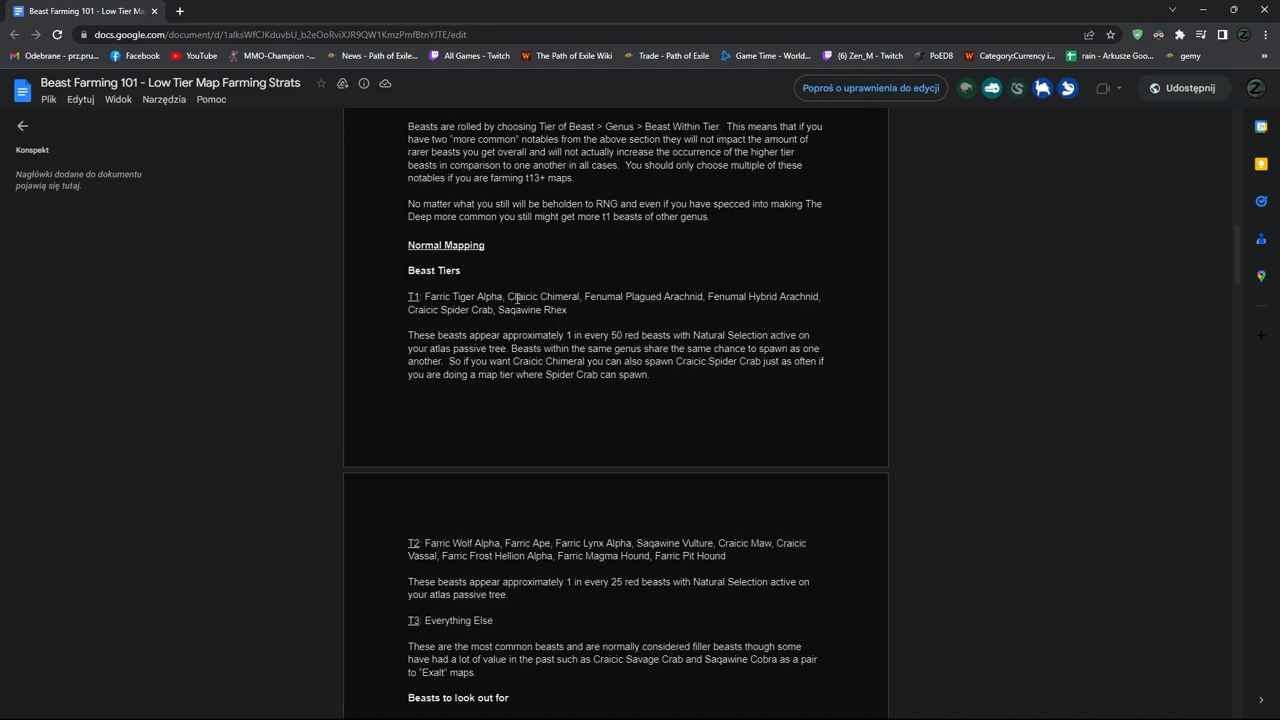 Beast Farming 101 - Low Tier Map
docs.google.com/document/d/1alksWfCJKduvbU_b2eOoRviXJR9QW1KmzPmfBtnYJTE/edit
Odebrane - prz.pru...
Facebook
YouTube
MMO-Champion -...
News - Path of Exile...
All Games - Twitch
The Path of Exile Wiki
Trade - Path of Exile
Game Time - World...
(6) Zen_M - Twitch
PoEDB
CategoryCurrency i...
rain - Arkusze Goo...
gemy
Beast Farming 101 - Low Tier Map Farming Strats
Plik Edytuj Widok Narzędzia Pomoc
Poproś o uprawnienia do edycji
Udostępnij
Konspekt
Nagłówki dodane do dokumentu
pojawią się tutaj.
Beasts are rolled by choosing Tier of Beast > Genus > Beast Within Tier. This means that if you
have two "more common" notables from the above section they will not impact the amount of
rarer beasts you get overall and will not actually increase the occurrence of the higher tier
beasts in comparison to one another in all cases. You should only choose multiple of these
notables if you are farming t13+ maps.
No matter what you still will be beholden to RNG and even if you have specced into making The
Deep more common you still might get more t1 beasts of other genus.
Normal Mapping
Beast Tiers
T1: Farric Tiger Alpha, Craicic Chimeral, Fenumal Plagued Arachnid, Fenumal Hybrid Arachnid,
Craicic Spider Crab, Saqawine Rhex
These beasts appear approximately 1 in every 50 red beasts with Natural Selection active on
your atlas passive tree. Beasts within the same genus share the same chance to spawn as one
another. So if you want Craicic Chimeral you can also spawn Craicic Spider Crab just as often if
you are doing a map tier where Spider Crab can spawn.
T2: Farric Wolf Alpha, Farric Ape, Farric Lynx Alpha, Saqawine Vulture, Craicic Maw, Craicic
Vassal, Farric Frost Hellion Alpha, Farric Magma Hound, Farric Pit Hound
These beasts appear approximately 1 in every 25 red beasts with Natural Selection active on
your atlas passive tree.
T3: Everything Else
These are the most common beasts and are normally considered filler beasts though some
have had a lot of value in the past such as Craicic Savage Crab and Saqawine Cobra as a pair
to "Exalt" maps.
Beasts to look out for